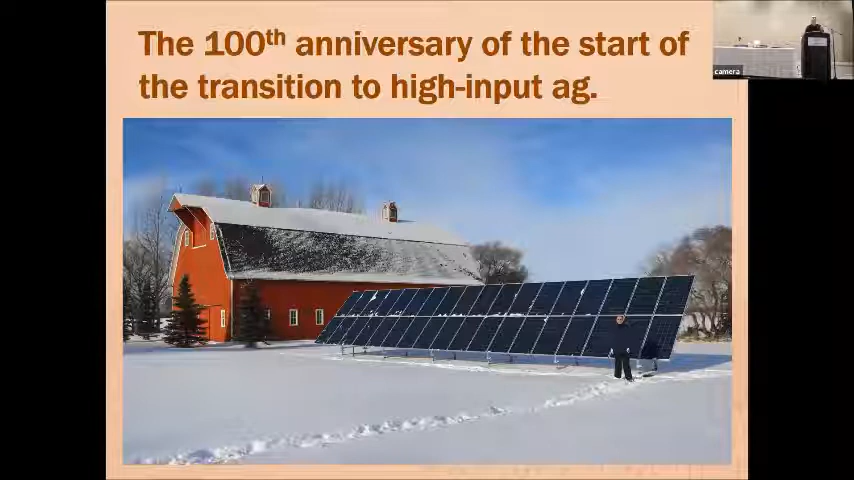 The 100th anniversary of the start of
the transition to high-input ag.
camera